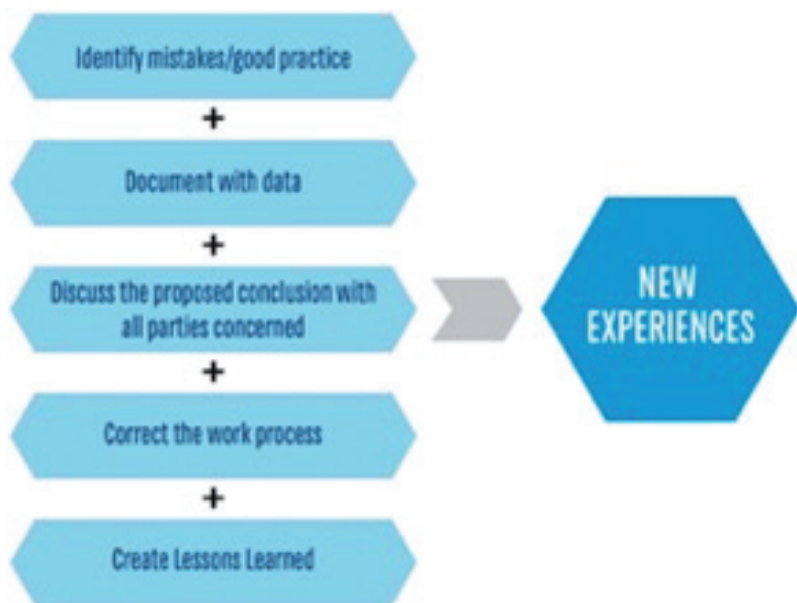 Identify mistakes/good practice
+
Document with data
+
Discuss the proposed conclusion with
all parties concerned
+
Correct the work process
+
Create Lessons Learned
NEW
EXPERIENCES